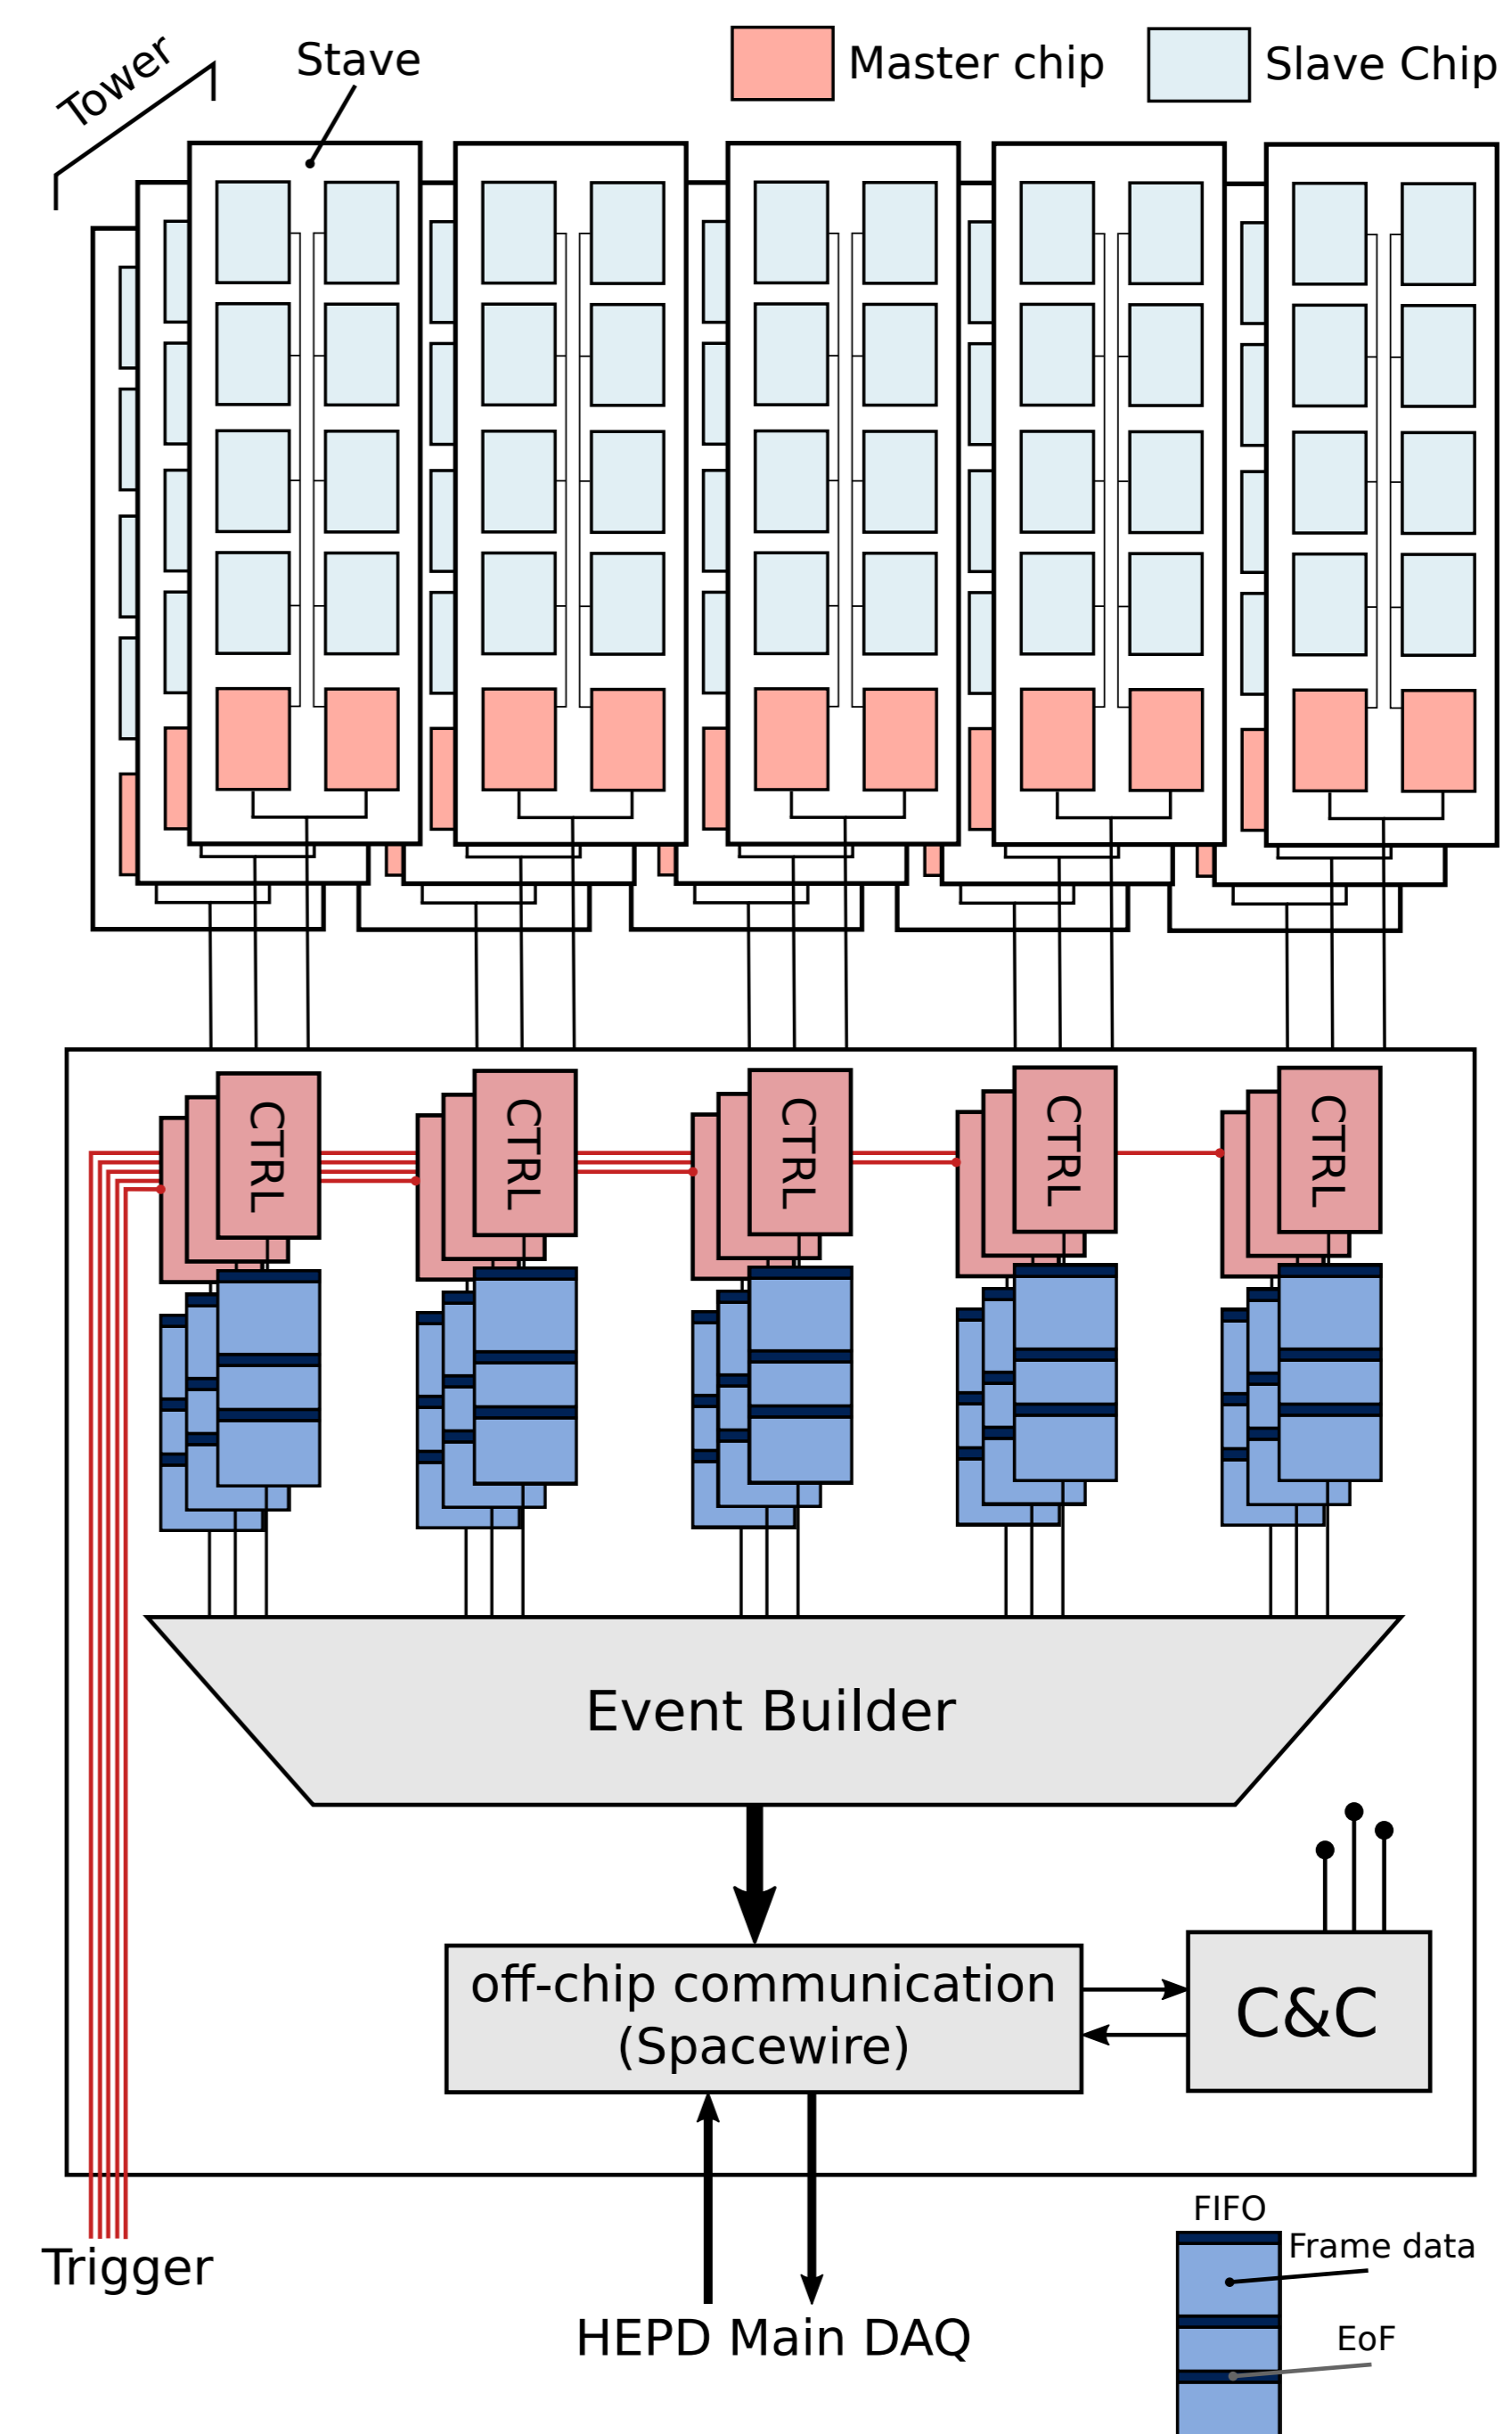 Tower
Stave
Master chip
Slave Chip
CTRL
CTRL
CTRL
CTRL
CTRL
Event Builder
off-chip communication
(Spacewire)
C&C
Trigger
HEPD Main DAQ
FIFO
Frame data
EoF